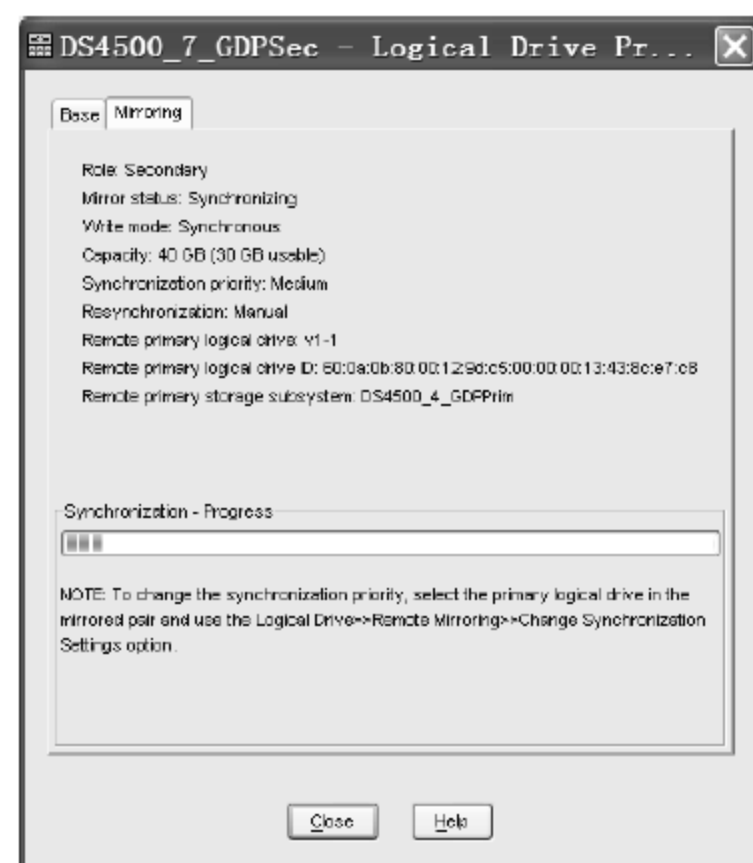 DS4500_7_GDPSec - Logical Drive Pr...
Base Mirroring
Role: Secondary
Mirror status: Synchronizing
Write mode: Synchronous
Capacity: 40 GB (30 GB usable)
Synchronization priority: Medium
Resynchronization: Manual
Remote primary logical drive: v1-1
Remote primary logical drive ID: 60:0a:0b:80:00:12:9d:c5:00:00:00:13:43:8c:e7:c8
Remote primary storage subsystem: DS4500_4_GDPPrim
Synchronization - Progress
NOTE: To change the synchronization priority, select the primary logical drive in the
mirrored pair and use the Logical Drive>>Remote Mirroring>>Change Synchronization
Settings option.
Close Help